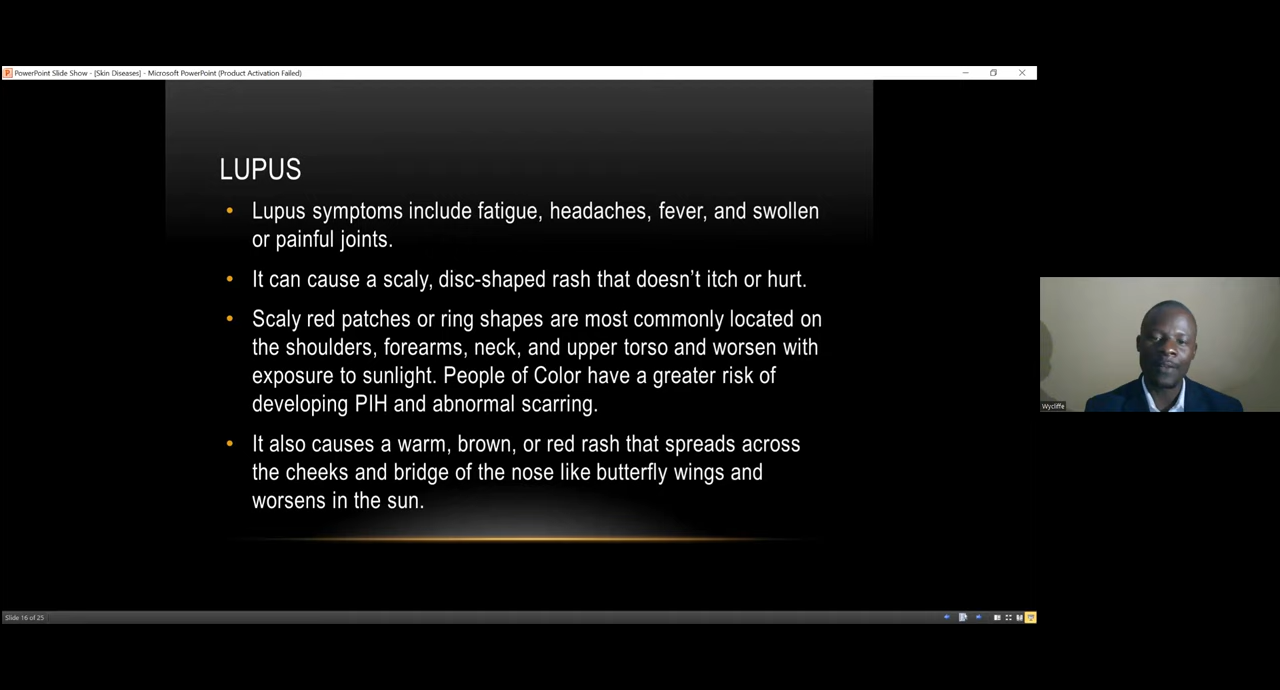 PowerPoint Slide Show - [Skin Diseases] - Microsoft PowerPoint (Product Activation Failed)
LUPUS
• Lupus symptoms include fatigue, headaches, fever, and swollen
or painful joints.
• It can cause a scaly, disc-shaped rash that doesn’t itch or hurt.
• Scaly red patches or ring shapes are most commonly located on
the shoulders, forearms, neck, and upper torso and worsen with
exposure to sunlight. People of Color have a greater risk of
developing PIH and abnormal scarring.
• It also causes a warm, brown, or red rash that spreads across
the cheeks and bridge of the nose like butterfly wings and
worsens in the sun.
Wycliffe
Slide 16 of 25